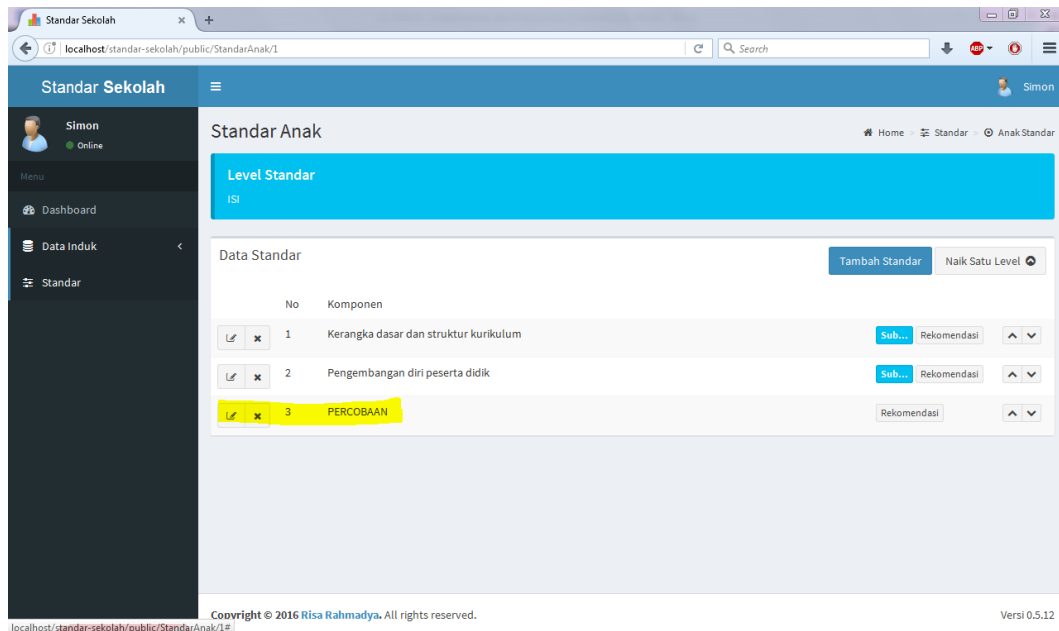 Standar Sekolah
localhost/standar-sekolah/public/StandarAnak/1
Search
ABP
Standar Sekolah
Simon
Simon
Online
Standar Anak
Home > Standar > Anak Standar
Menu
Level Standar
ISI
Dashboard
Data Induk
Standar
Data Standar
Tambah Standar
Naik Satu Level
No Komponen
1 Kerangka dasar dan struktur kurikulum Sub... Rekomendasi
2 Pengembangan diri peserta didik Sub... Rekomendasi
3 PERCOBAAN Rekomendasi
Copyright © 2016 Risa Rahmadya. All rights reserved.
Versi 0.5.12
localhost/standar-sekolah/public/StandarAnak/1#